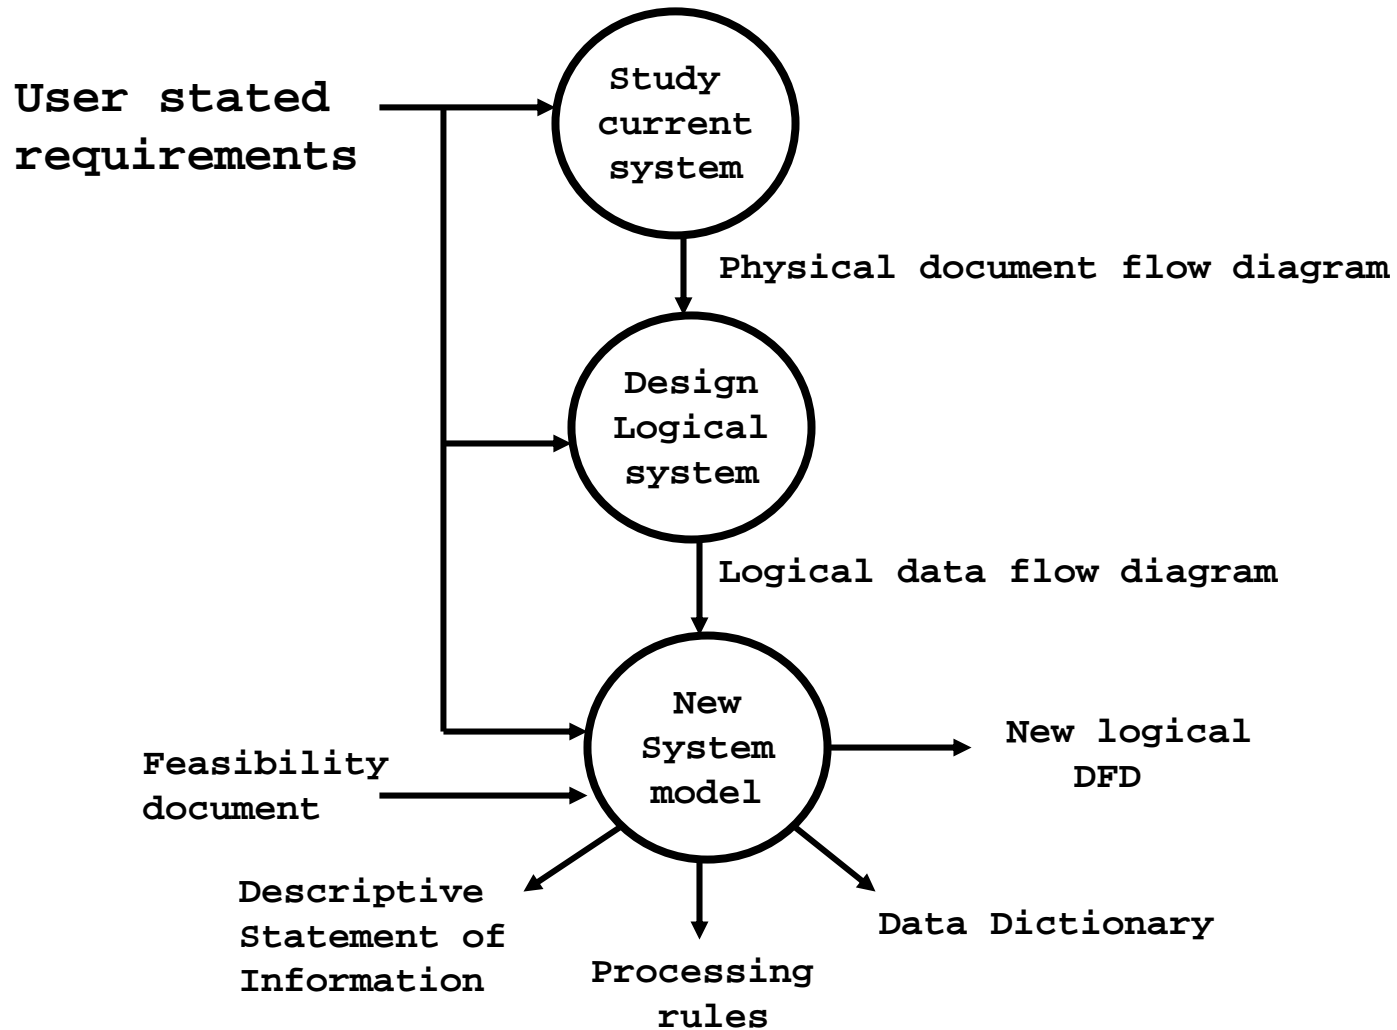 User stated
requirements
Study
current
system
Physical document flow diagram
Design
Logical
system
Logical data flow diagram
New
System
model
New logical
DFD
Feasibility
document
Descriptive
Statement of
Information
Processing
rules
Data Dictionary